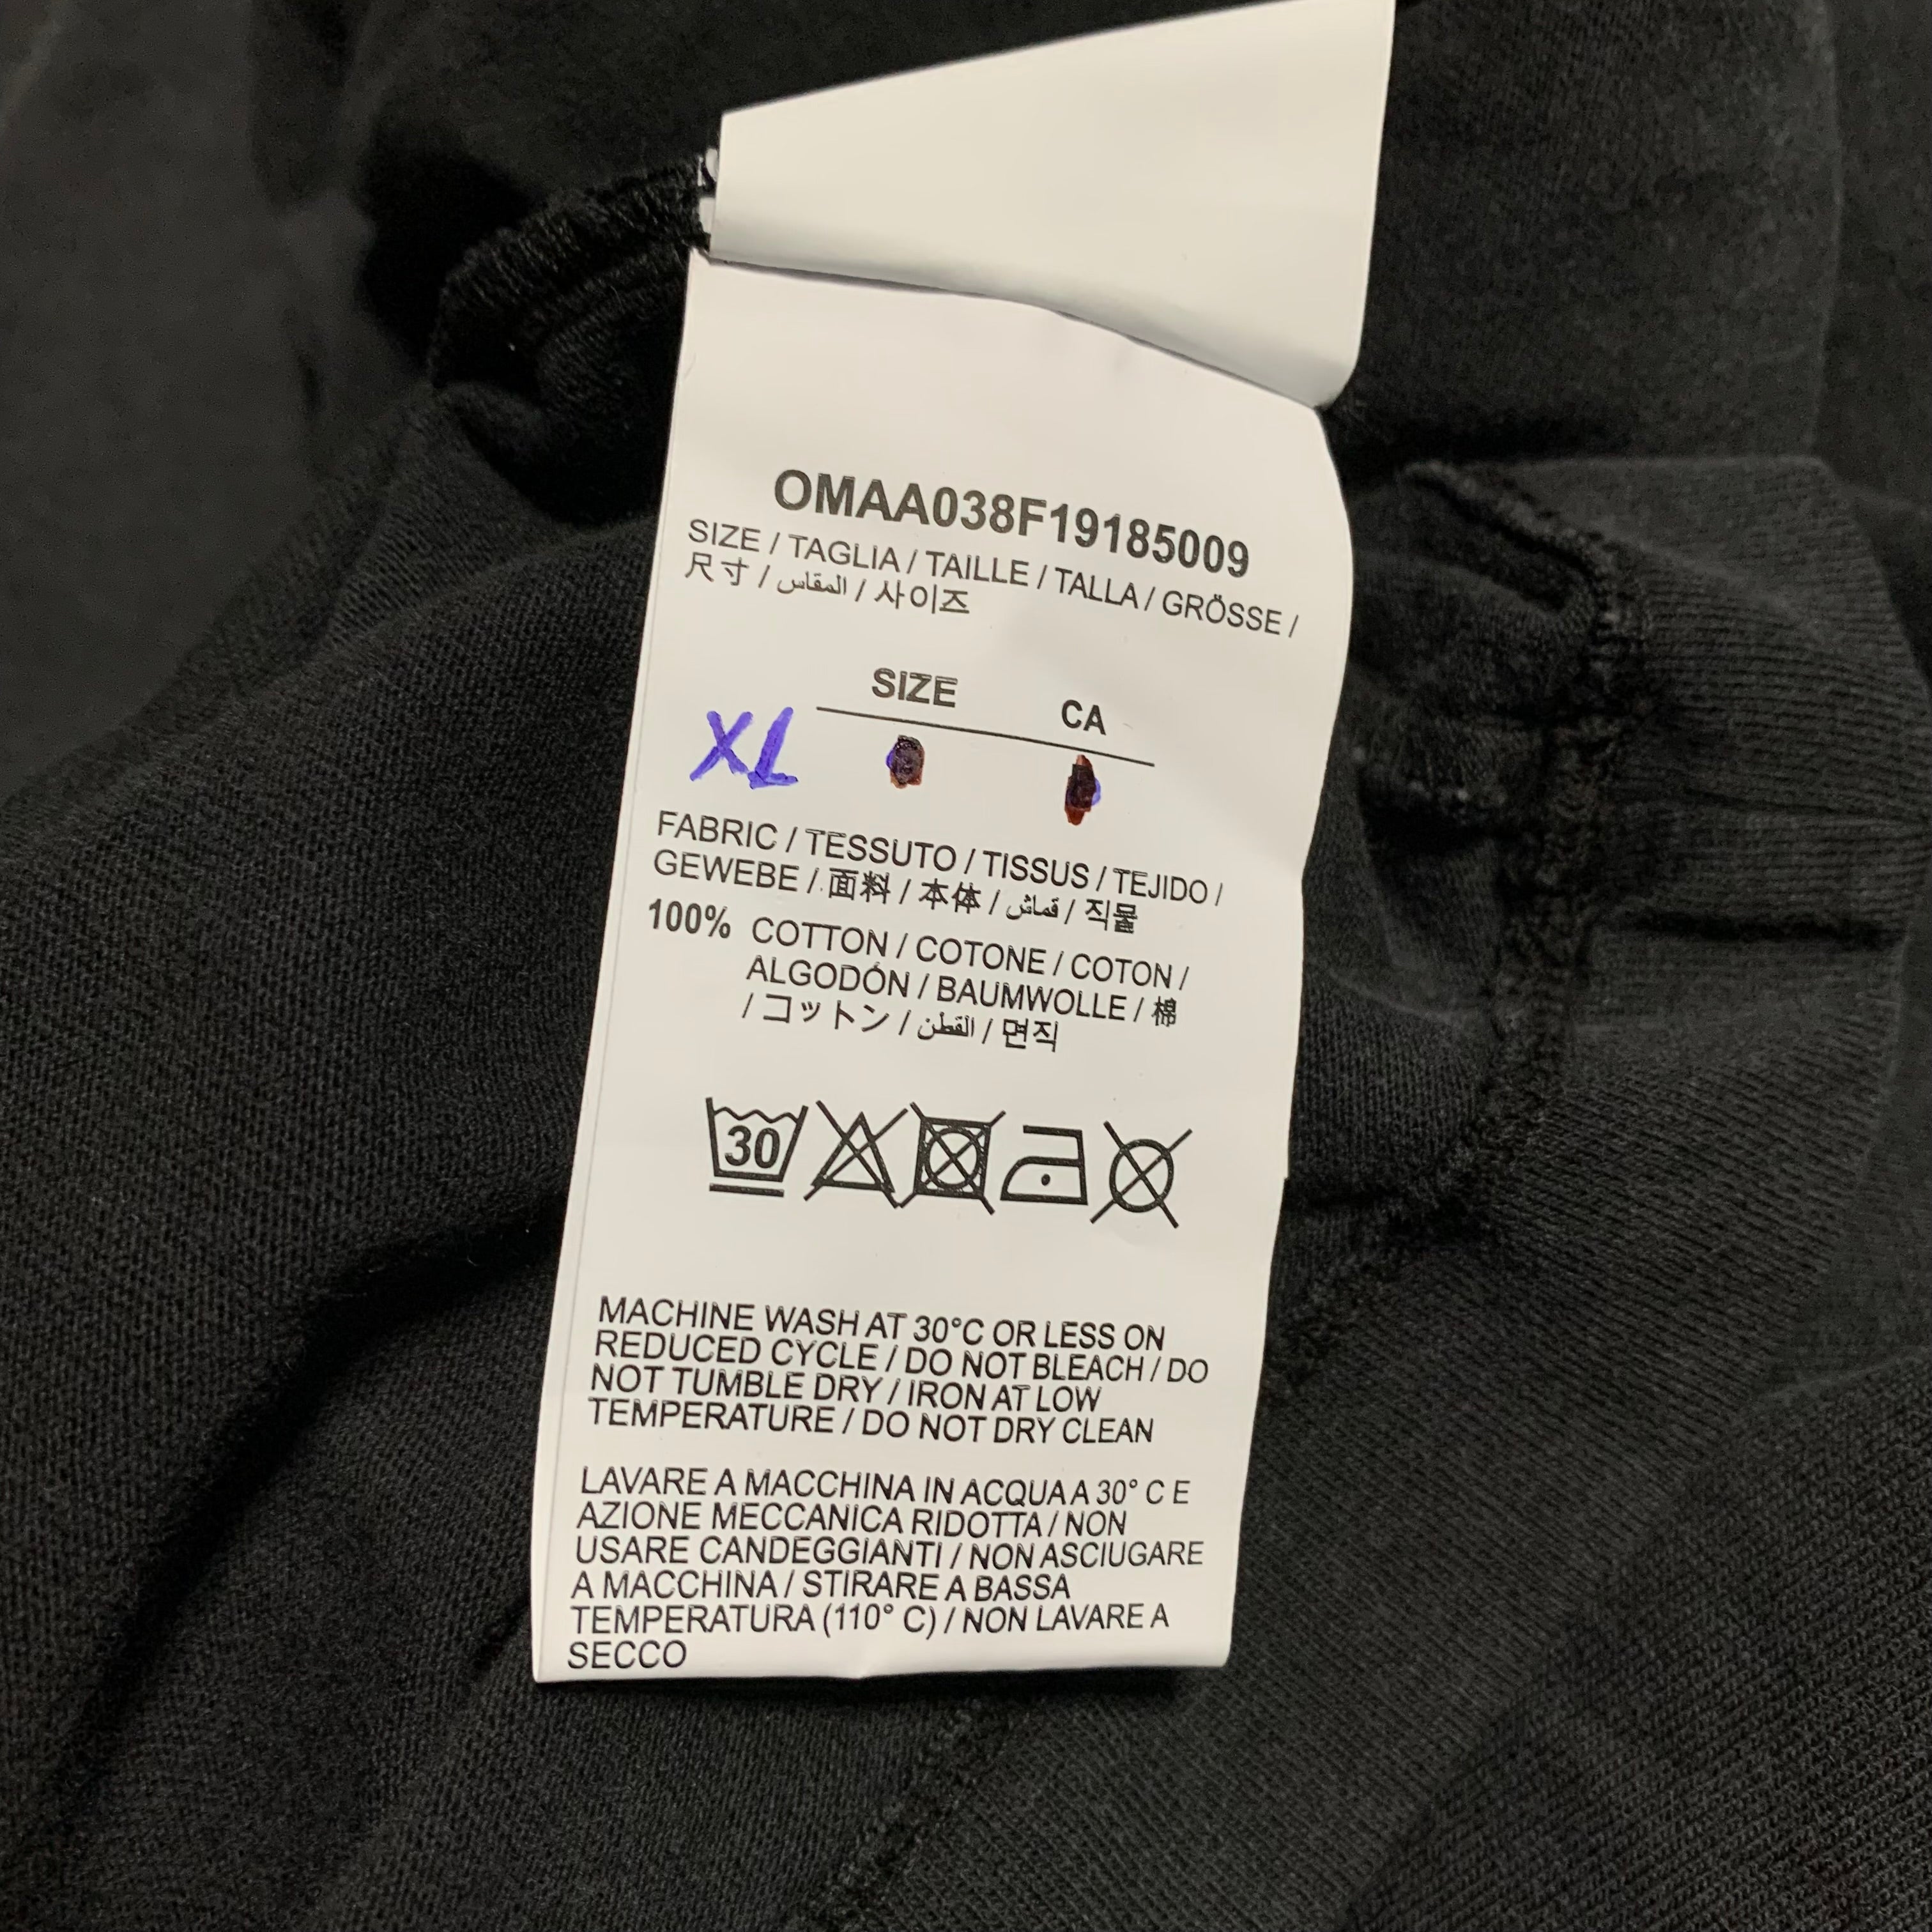 OMAA038F19185009
SIZE / TAGLIA / TAILLE / TALLA / GRÖSSE /
尺寸 / المقاس / 사이즈
SIZE CA
XL
FABRIC / TESSUTO / TISSUS / TEJIDO /
GEWEBE / 面料 / 本体 / قماش / 직물
100% COTTON / COTONE / COTON /
ALGODÓN / BAUMWOLLE / 棉
/ コットン / القطن / 면직
30
MACHINE WASH AT 30°C OR LESS ON
REDUCED CYCLE / DO NOT BLEACH / DO
NOT TUMBLE DRY / IRON AT LOW
TEMPERATURE / DO NOT DRY CLEAN
LAVARE A MACCHINA IN ACQUA A 30° C E
AZIONE MECCANICA RIDOTTA / NON
USARE CANDEGGIANTI / NON ASCIUGARE
A MACCHINA / STIRARE A BASSA
TEMPERATURA (110° C) / NON LAVARE A
SECCO